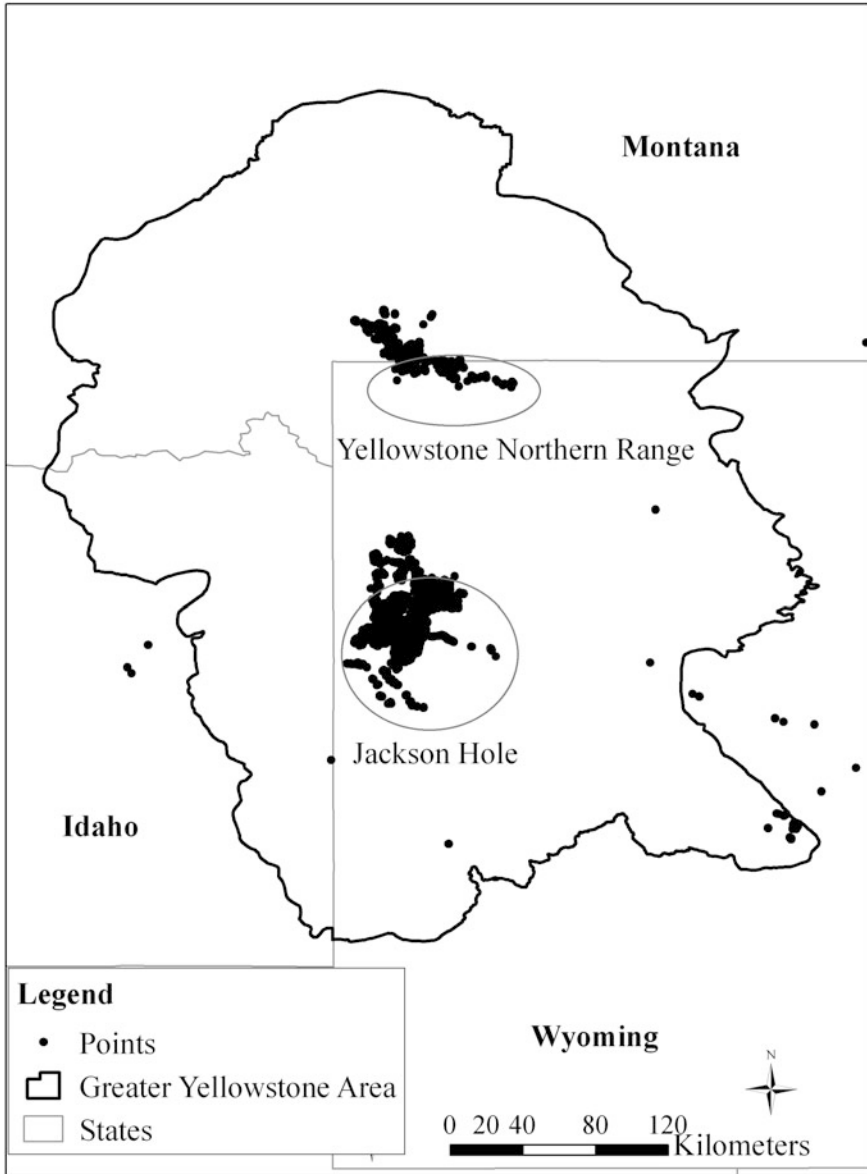 Montana
Yellowstone Northern Range
Jackson Hole
Idaho
Legend
Points
Greater Yellowstone Area
States
Wyoming
N
0 20 40 80 120
Kilometers